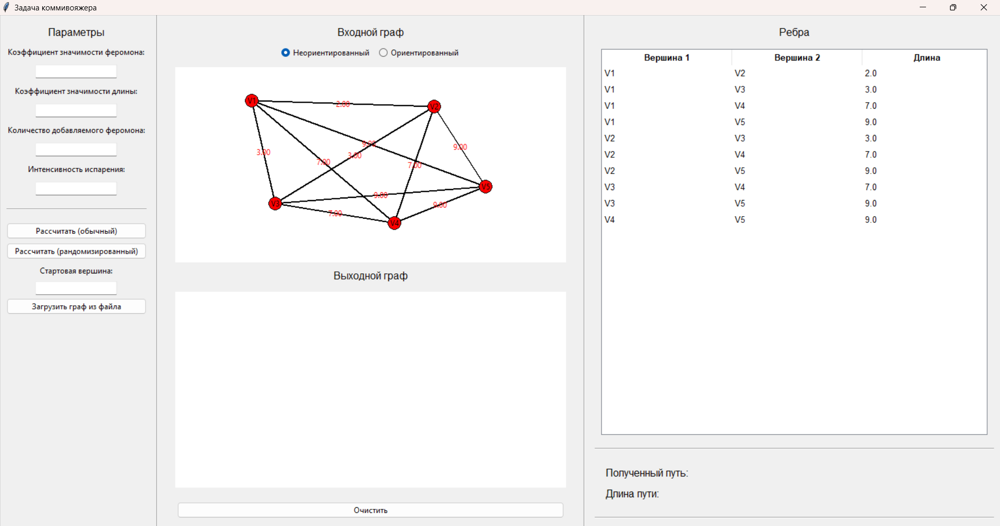 Задача коммивояжера
Параметры
Коэффициент значимости феромона:
Коэффициент значимости длины:
Количество добавляемого феромона:
Интенсивность испарения:
Рассчитать (обычный)
Рассчитать (рандомизированный)
Стартовая вершина:
Загрузить граф из файла
Входной граф
Неориентированный Ориентированный
V1
2.00
V2
9.00
9.00
3.00
3.00
7.00
7.00
V5
9.00
V3
9.00
7.00
V4
Выходной граф
Очистить
Ребра
Вершина 1 Вершина 2 Длина
V1 V2 2.0
V1 V3 3.0
V1 V4 7.0
V1 V5 9.0
V2 V3 3.0
V2 V4 7.0
V2 V5 9.0
V3 V4 7.0
V3 V5 9.0
V4 V5 9.0
Полученный путь:
Длина пути: